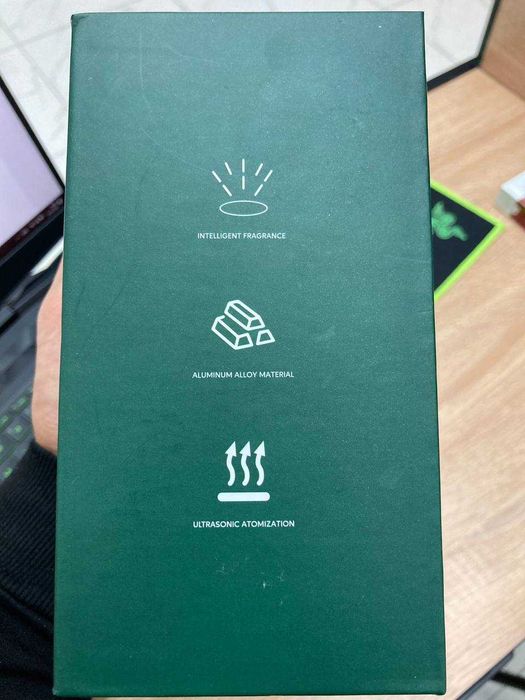 INTELLIGENT FRAGRANCE
ALUMINUM ALLOY MATERIAL
ULTRASONIC ATOMIZATION